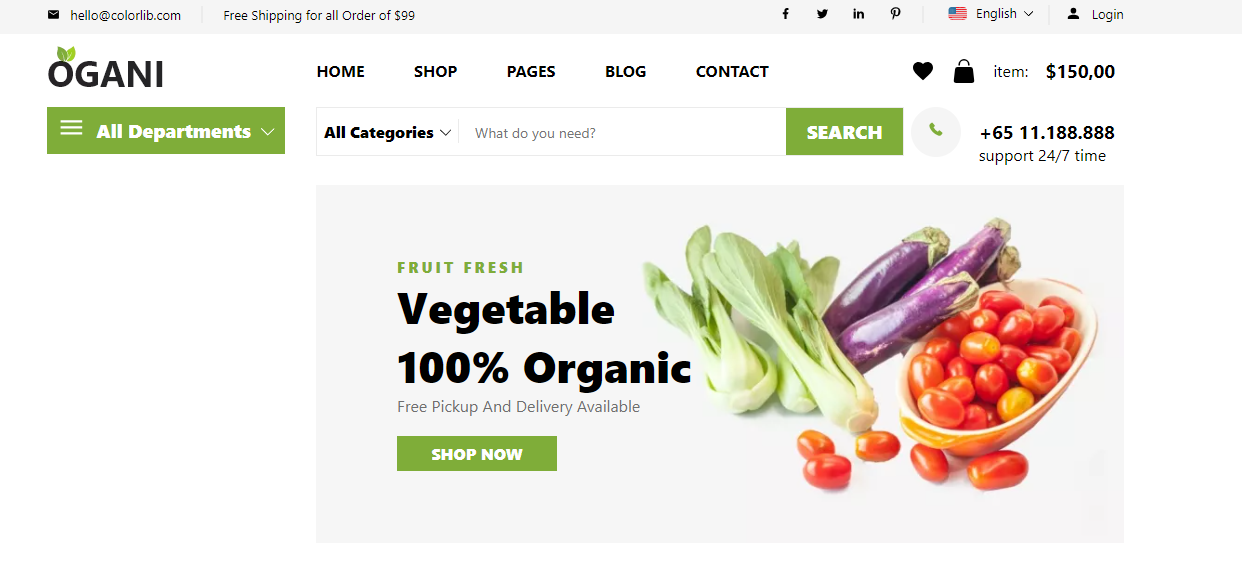 hello@colorlib.com Free Shipping for all Order of $99 English Login
OGANI HOME SHOP PAGES BLOG CONTACT item: $150,00
All Departments All Categories What do you need? SEARCH +65 11.188.888
support 24/7 time
FRUIT FRESH
Vegetable
100% Organic
Free Pickup And Delivery Available
SHOP NOW